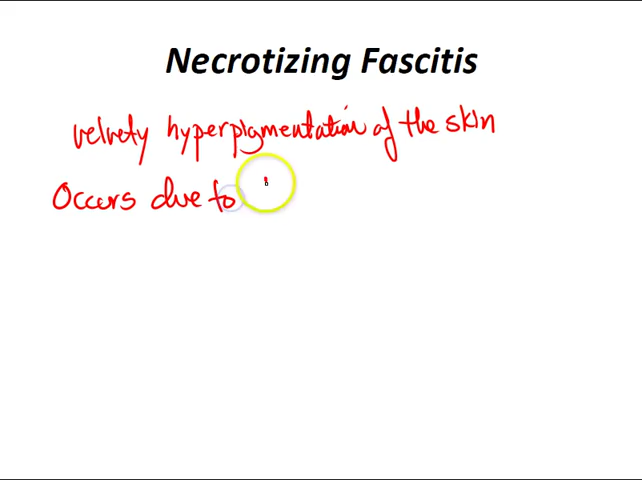 Necrotizing Fascitis
velvety hyperpigmentation of the skin
Occurs due to